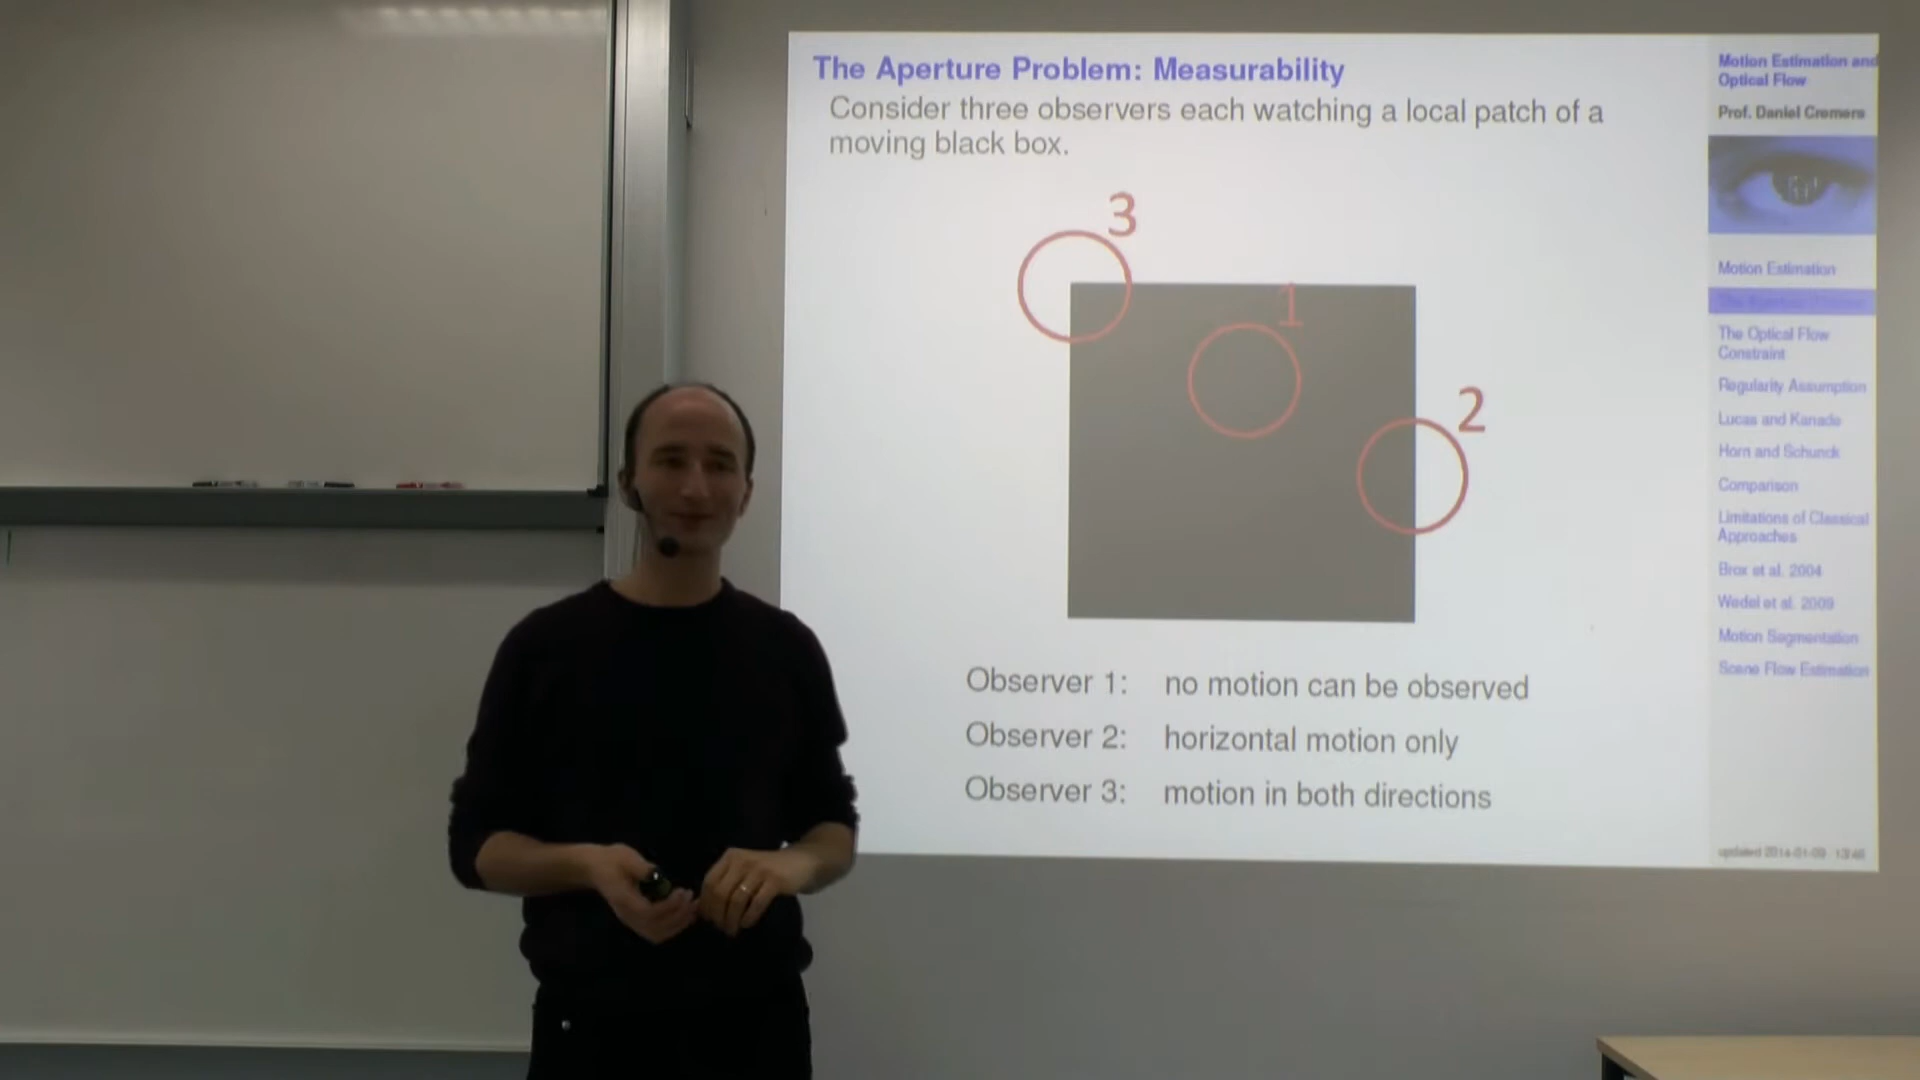 The Aperture Problem: Measurability
Consider three observers each watching a local patch of a
moving black box.
3
1
2
Observer 1: no motion can be observed
Observer 2: horizontal motion only
Observer 3: motion in both directions
Motion Estimation and
Optical Flow
Prof. Daniel Cremers
Motion Estimation
The Optical Flow
Constraint
Regularity Assumption
Lucas and Kanade
Horn and Schunck
Comparison
Limitations of Classical
Approaches
Brox et al. 2004
Wedel et al. 2009
Motion Segmentation
Scene Flow Estimation
updated 2014-01-09